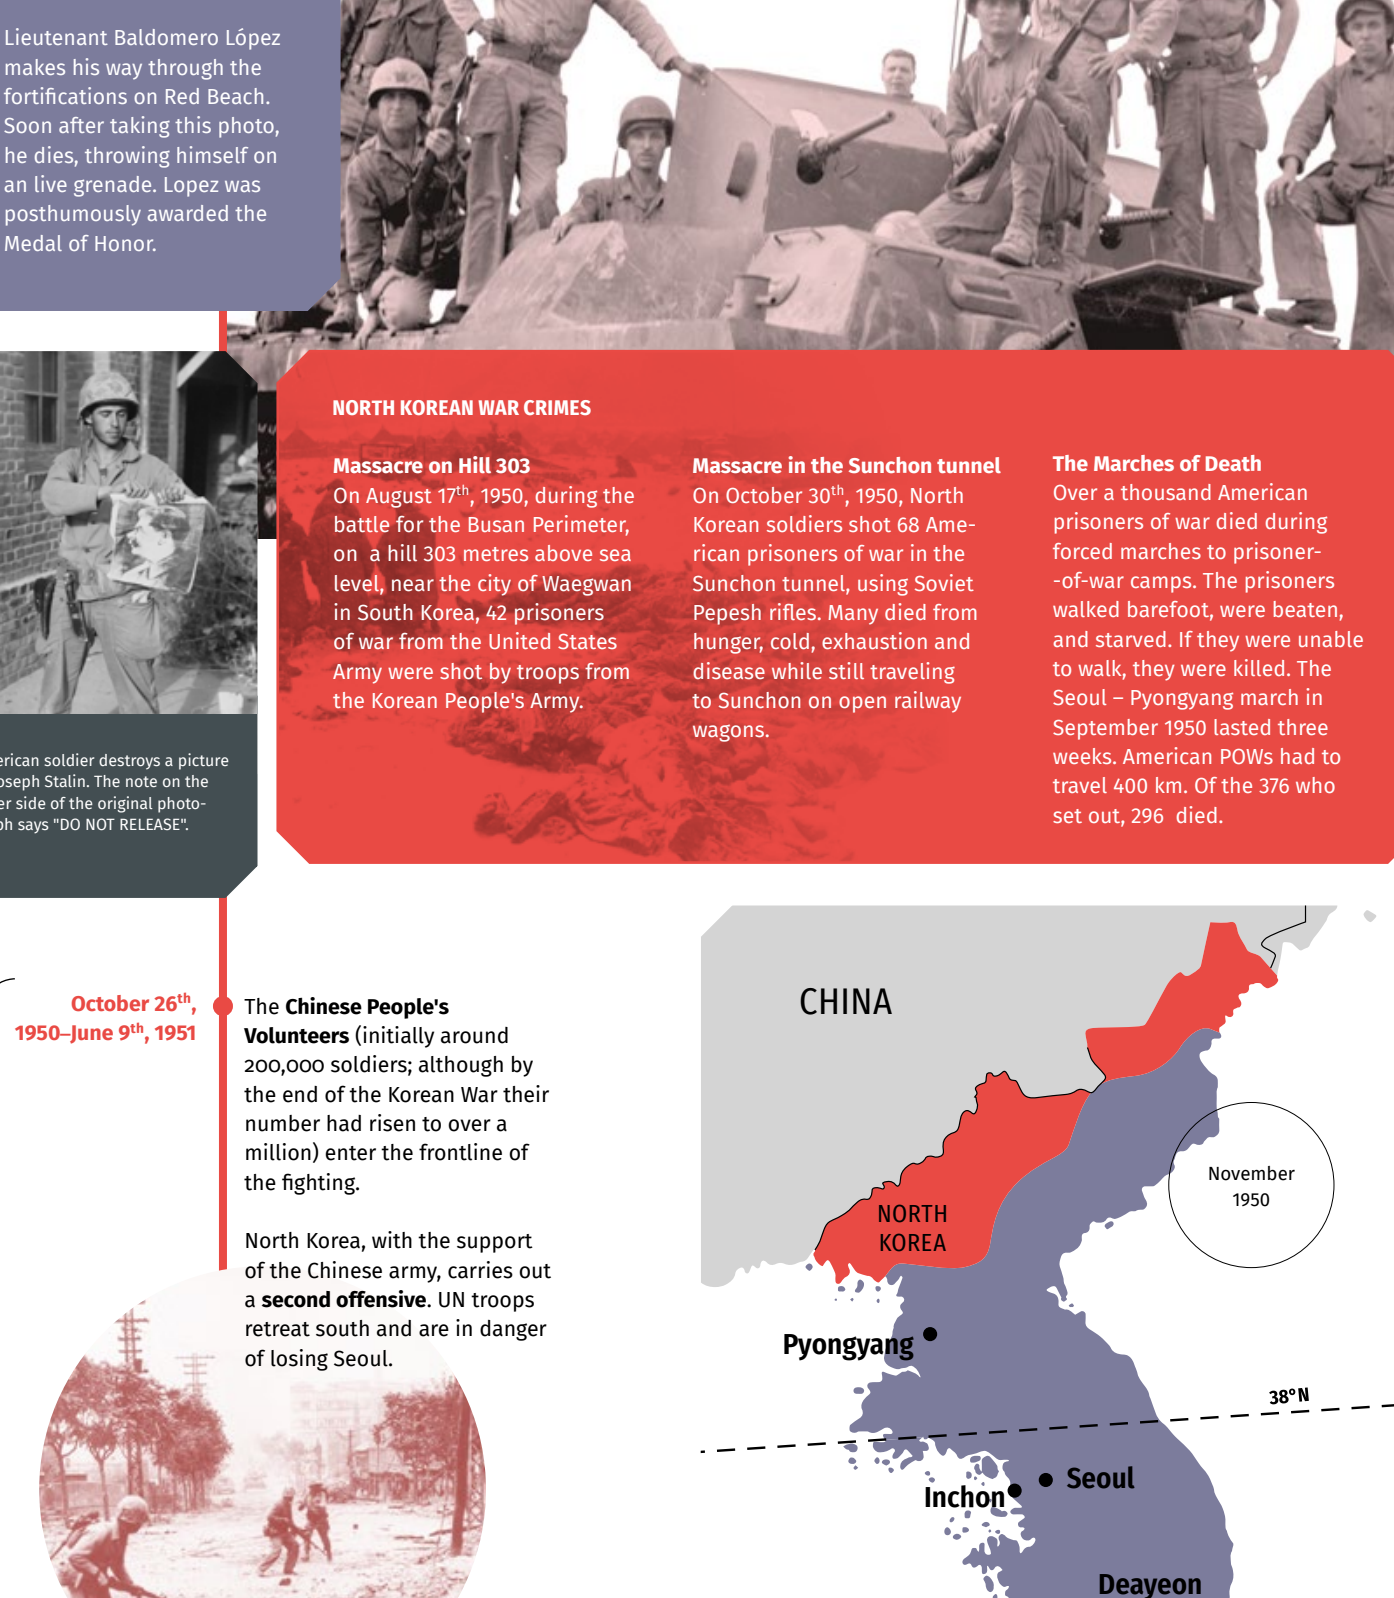 Lieutenant Baldomero López
makes his way through the
fortifications on Red Beach.
Soon after taking this photo,
he dies, throwing himself on
an live grenade. Lopez was
posthumously awarded the
Medal of Honor.
NORTH KOREAN WAR CRIMES
Massacre on Hill 303
On August 17th, 1950, during the
battle for the Busan Perimeter,
on a hill 303 metres above sea
level, near the city of Waegwan
in South Korea, 42 prisoners
of war from the United States
Army were shot by troops from
the Korean People's Army.
Massacre in the Sunchon tunnel
On October 30th, 1950, North
Korean soldiers shot 68 Ame-
rican prisoners of war in the
Sunchon tunnel, using Soviet
Pepesh rifles. Many died from
hunger, cold, exhaustion and
disease while still traveling
to Sunchon on open railway
wagons.
The Marches of Death
Over a thousand American
prisoners of war died during
forced marches to prisoner-
-of-war camps. The prisoners
walked barefoot, were beaten,
and starved. If they were unable
to walk, they were killed. The
Seoul – Pyongyang march in
September 1950 lasted three
weeks. American POWs had to
travel 400 km. Of the 376 who
set out, 296 died.
erican soldier destroys a picture
oseph Stalin. The note on the
er side of the original photo-
ph says "DO NOT RELEASE".
October 26th,
1950–June 9th, 1951
The Chinese People's
Volunteers (initially around
200,000 soldiers; although by
the end of the Korean War their
number had risen to over a
million) enter the frontline of
the fighting.
North Korea, with the support
of the Chinese army, carries out
a second offensive. UN troops
retreat south and are in danger
of losing Seoul.
CHINA
November
1950
NORTH
KOREA
Pyongyang
38°N
Seoul
Inchon
Deayeon